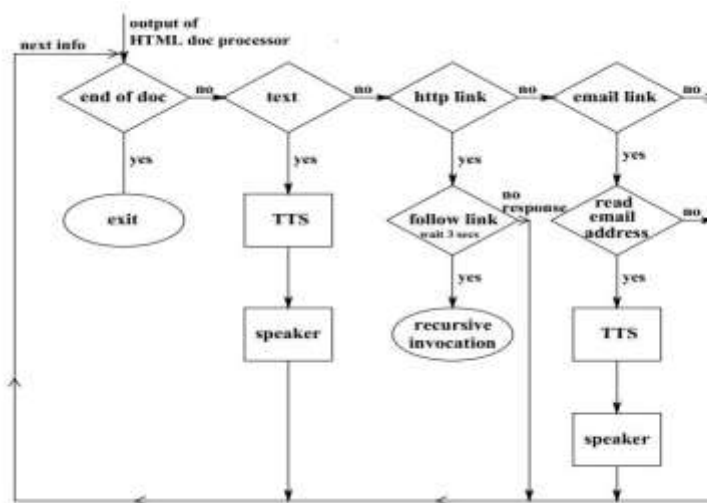 output of
HTML doc processor
next info
end of doc
no
text
no
http link
no
email link
no
yes
yes
yes
yes
exit
TTS
follow link
wait 3 secs
no
response
read
email
address
no
yes
yes
speaker
recursive
invocation
TTS
speaker